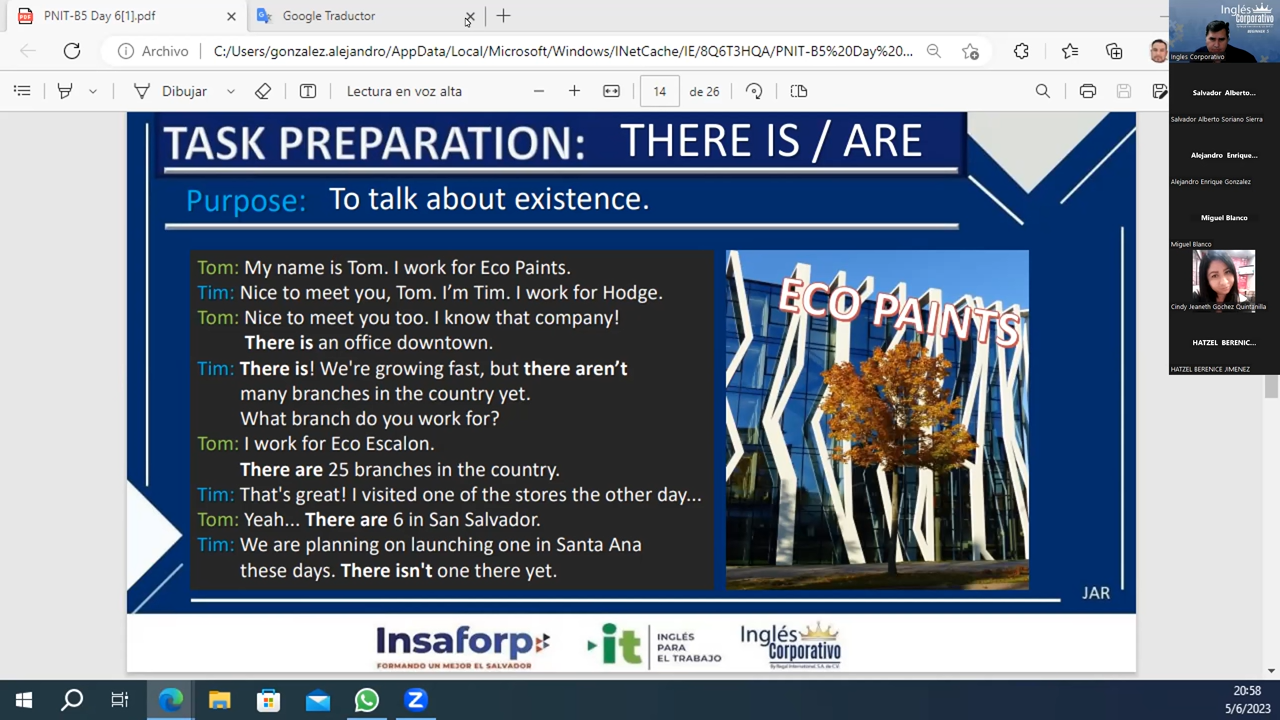 PNIT-B5 Day 6[1].pdf
Google Traductor
Archivo
C:/Users/gonzalez.alejandro/AppData/Local/Microsoft/Windows/INetCache/IE/8Q6T3HQA/PNIT-B5%20Day%20...
Dibujar
Lectura en voz alta
14
de 26
TASK PREPARATION: THERE IS / ARE
Purpose: To talk about existence.
Tom: My name is Tom. I work for Eco Paints.
Tim: Nice to meet you, Tom. I'm Tim. I work for Hodge.
Tom: Nice to meet you too. I know that company!
There is an office downtown.
Tim: There is! We're growing fast, but there aren't
many branches in the country yet.
What branch do you work for?
Tom: I work for Eco Escalon.
There are 25 branches in the country.
Tim: That's great! I visited one of the stores the other day...
Tom: Yeah... There are 6 in San Salvador.
Tim: We are planning on launching one in Santa Ana
these days. There isn't one there yet.
ECO PAINTS
JAR
Insaforp
FORMANDO UN MEJOR EL SALVADOR
it
INGLÉS
PARA
EL TRABAJO
Inglés
Corporativo
Inglés
Corporativo
Ingles Corporativo
Salvador Alberto...
Salvador Alberto Soriano Sierra
Alejandro Enrique...
Alejandro Enrique Gonzalez
Miguel Blanco
Miguel Blanco
Cindy Jeaneth Gochez Quintanilla
HATZEL BERENIC...
HATZEL BERENICE JIMENEZ
20:58
5/6/2023